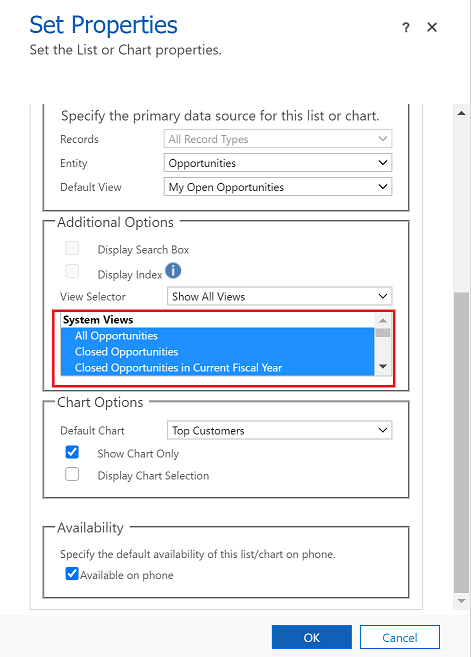 Set Properties
?
Set the List or Chart properties.
Specify the primary data source for this list or chart.
Records All Record Types
Entity Opportunities
Default View My Open Opportunities
Additional Options
Display Search Box
Display Index i
View Selector Show All Views
System Views
All Opportunities
Closed Opportunities
Closed Opportunities in Current Fiscal Year
Chart Options
Default Chart Top Customers
Show Chart Only
Display Chart Selection
Availability
Specify the default availability of this list/chart on phone.
Available on phone
OK Cancel